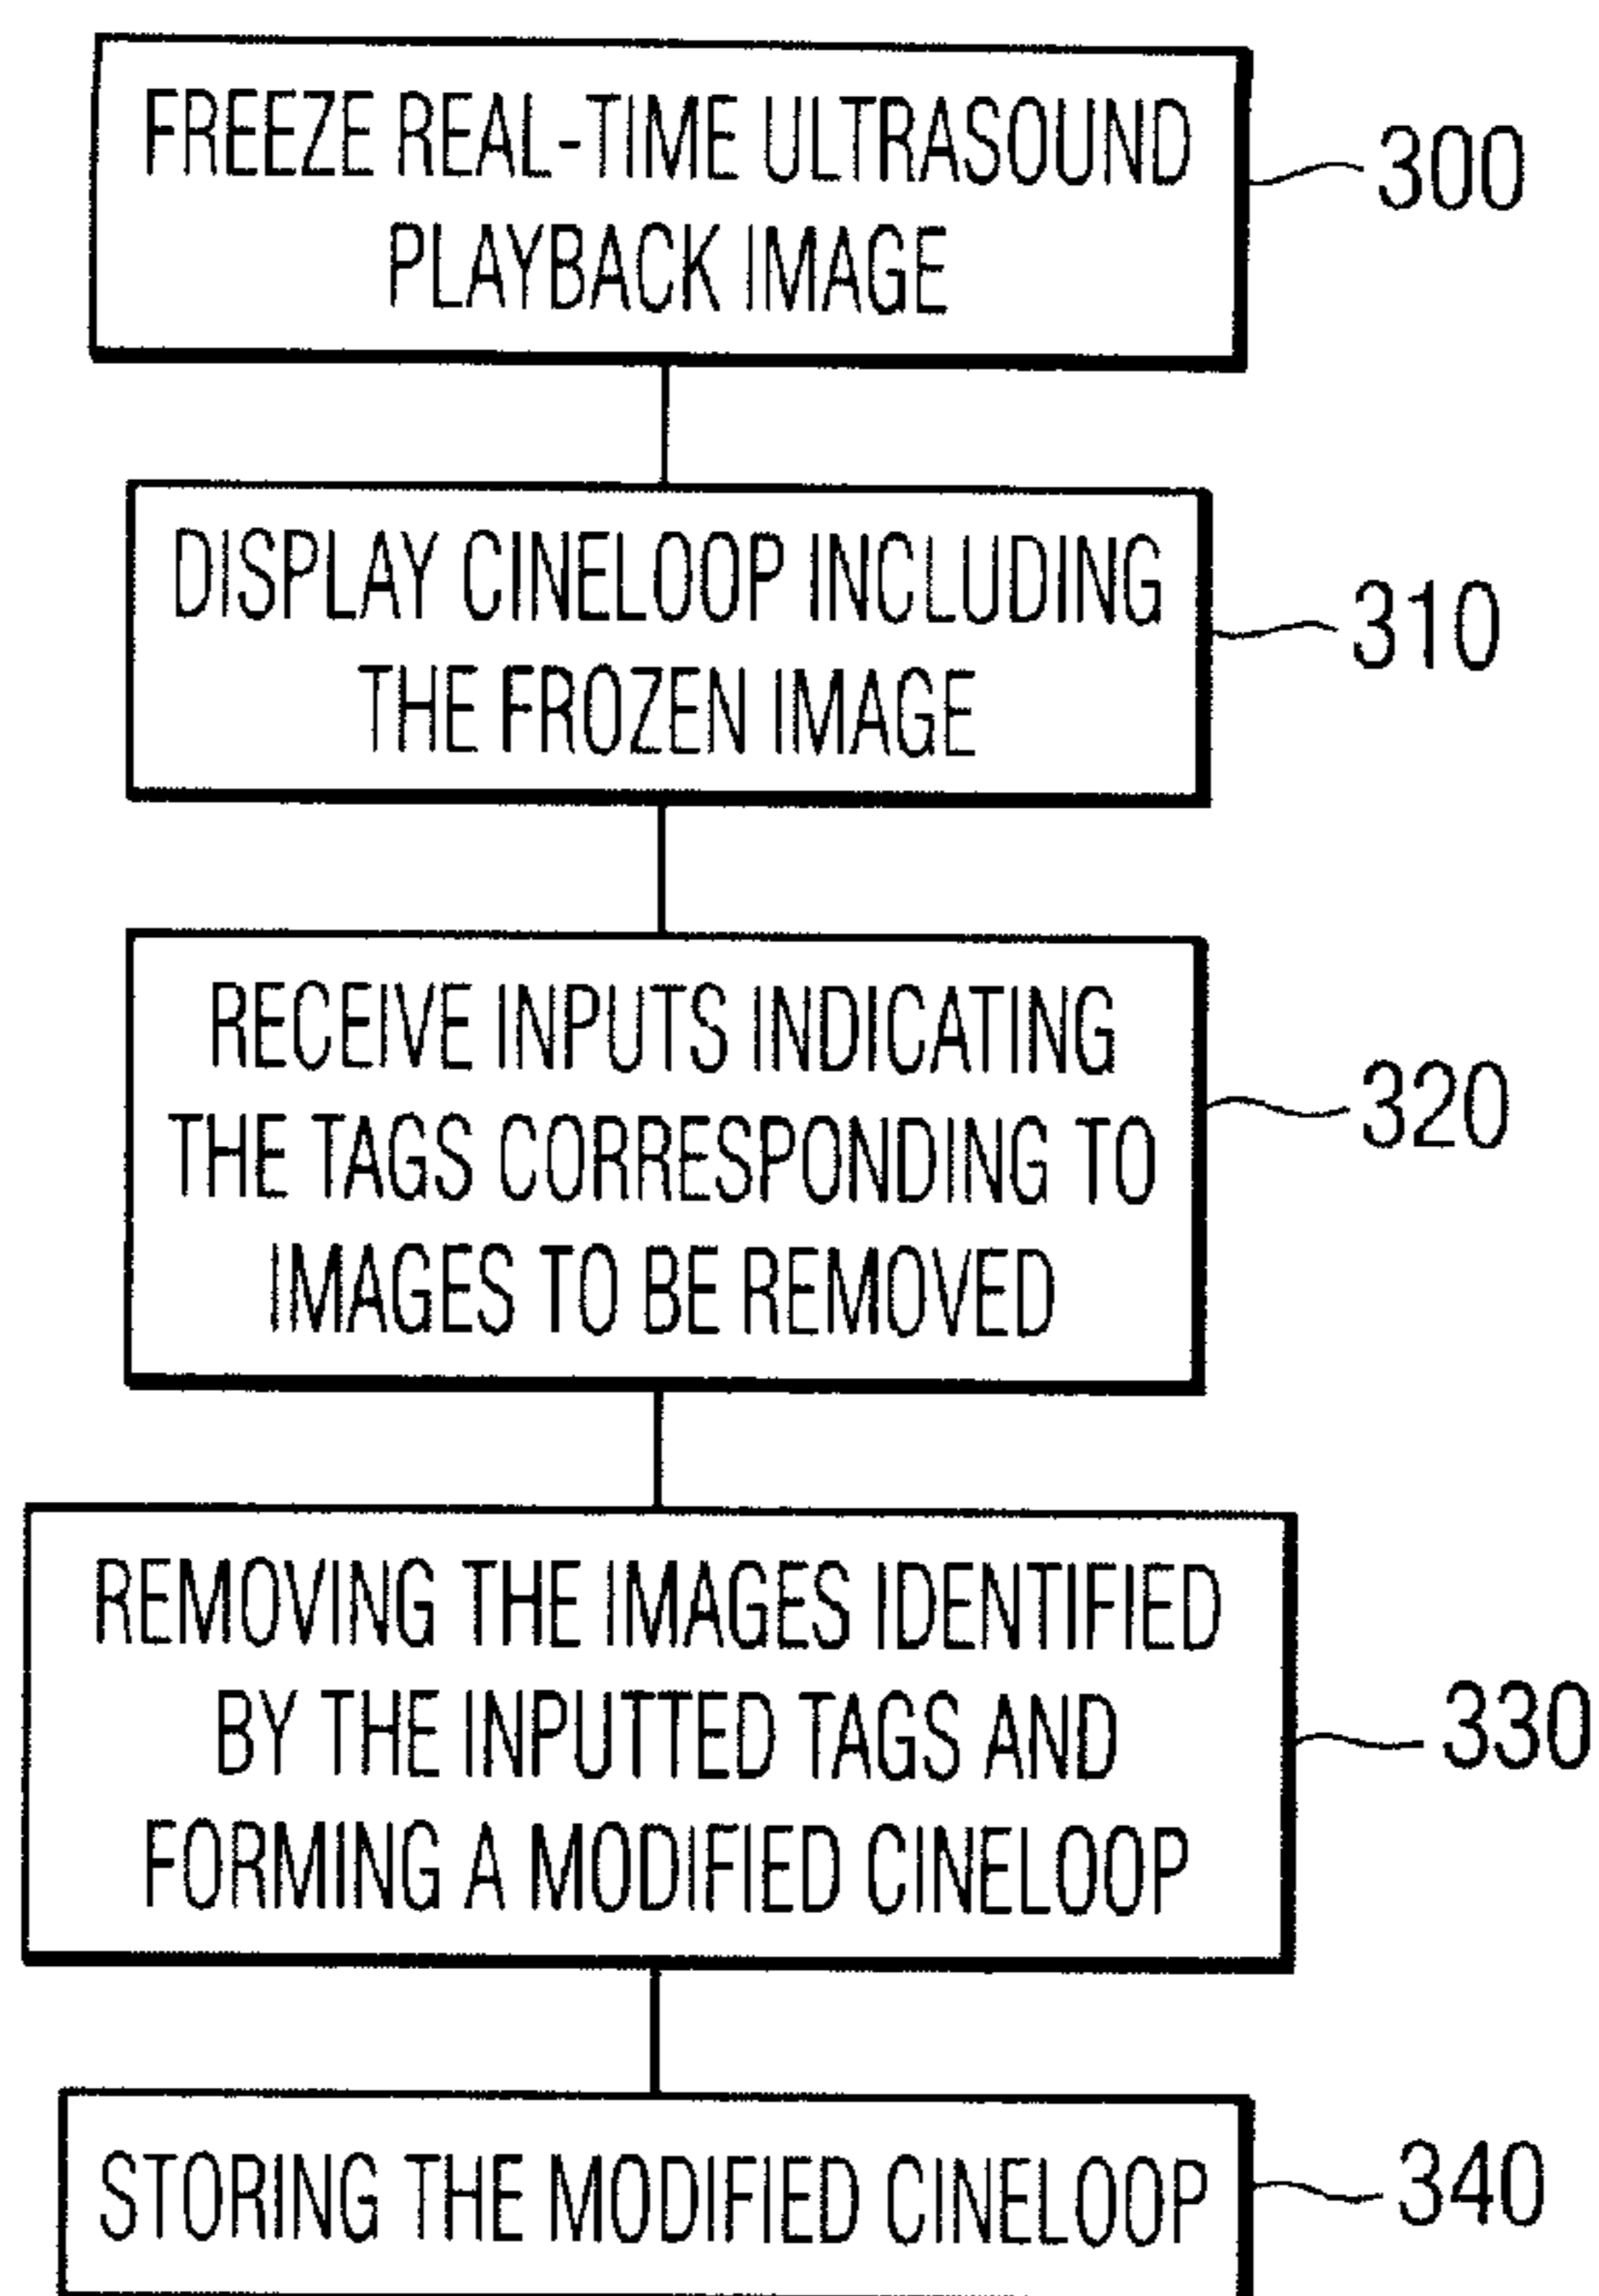 FREEZE REAL-TIME ULTRASOUND
PLAYBACK IMAGE
300
DISPLAY CINELOOP INCLUDING
THE FROZEN IMAGE
310
RECEIVE INPUTS INDICATING
THE TAGS CORRESPONDING TO
IMAGES TO BE REMOVED
320
REMOVING THE IMAGES IDENTIFIED
BY THE INPUTTED TAGS AND
FORMING A MODIFIED CINELOOP
330
STORING THE MODIFIED CINELOOP
340